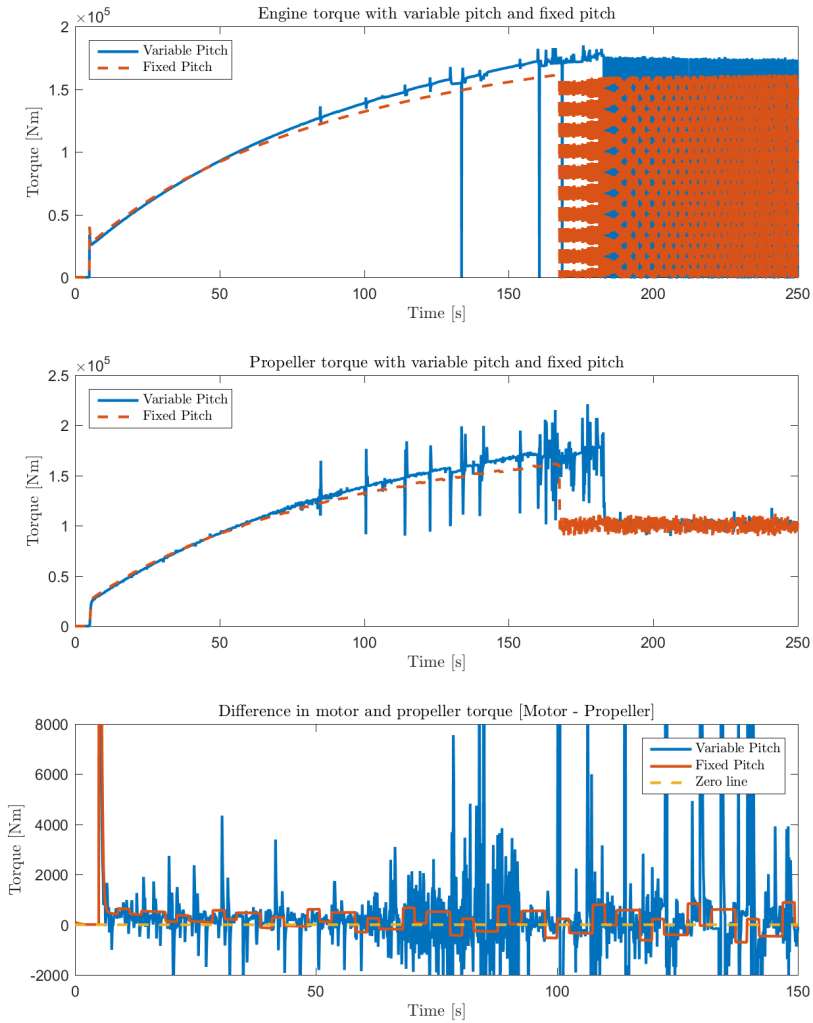 Engine torque with variable pitch and fixed pitch
×10⁵
2
1.5
1
0.5
0
Torque [Nm]
Variable Pitch
Fixed Pitch
0 50 100 150 200 250
Time [s]
Propeller torque with variable pitch and fixed pitch
×10⁵
2.5
2
1.5
1
0.5
0
Torque [Nm]
Variable Pitch
Fixed Pitch
0 50 100 150 200 250
Time [s]
Difference in motor and propeller torque [Motor - Propeller]
8000
6000
4000
2000
0
-2000
Torque [Nm]
Variable Pitch
Fixed Pitch
Zero line
0 50 100 150
Time [s]